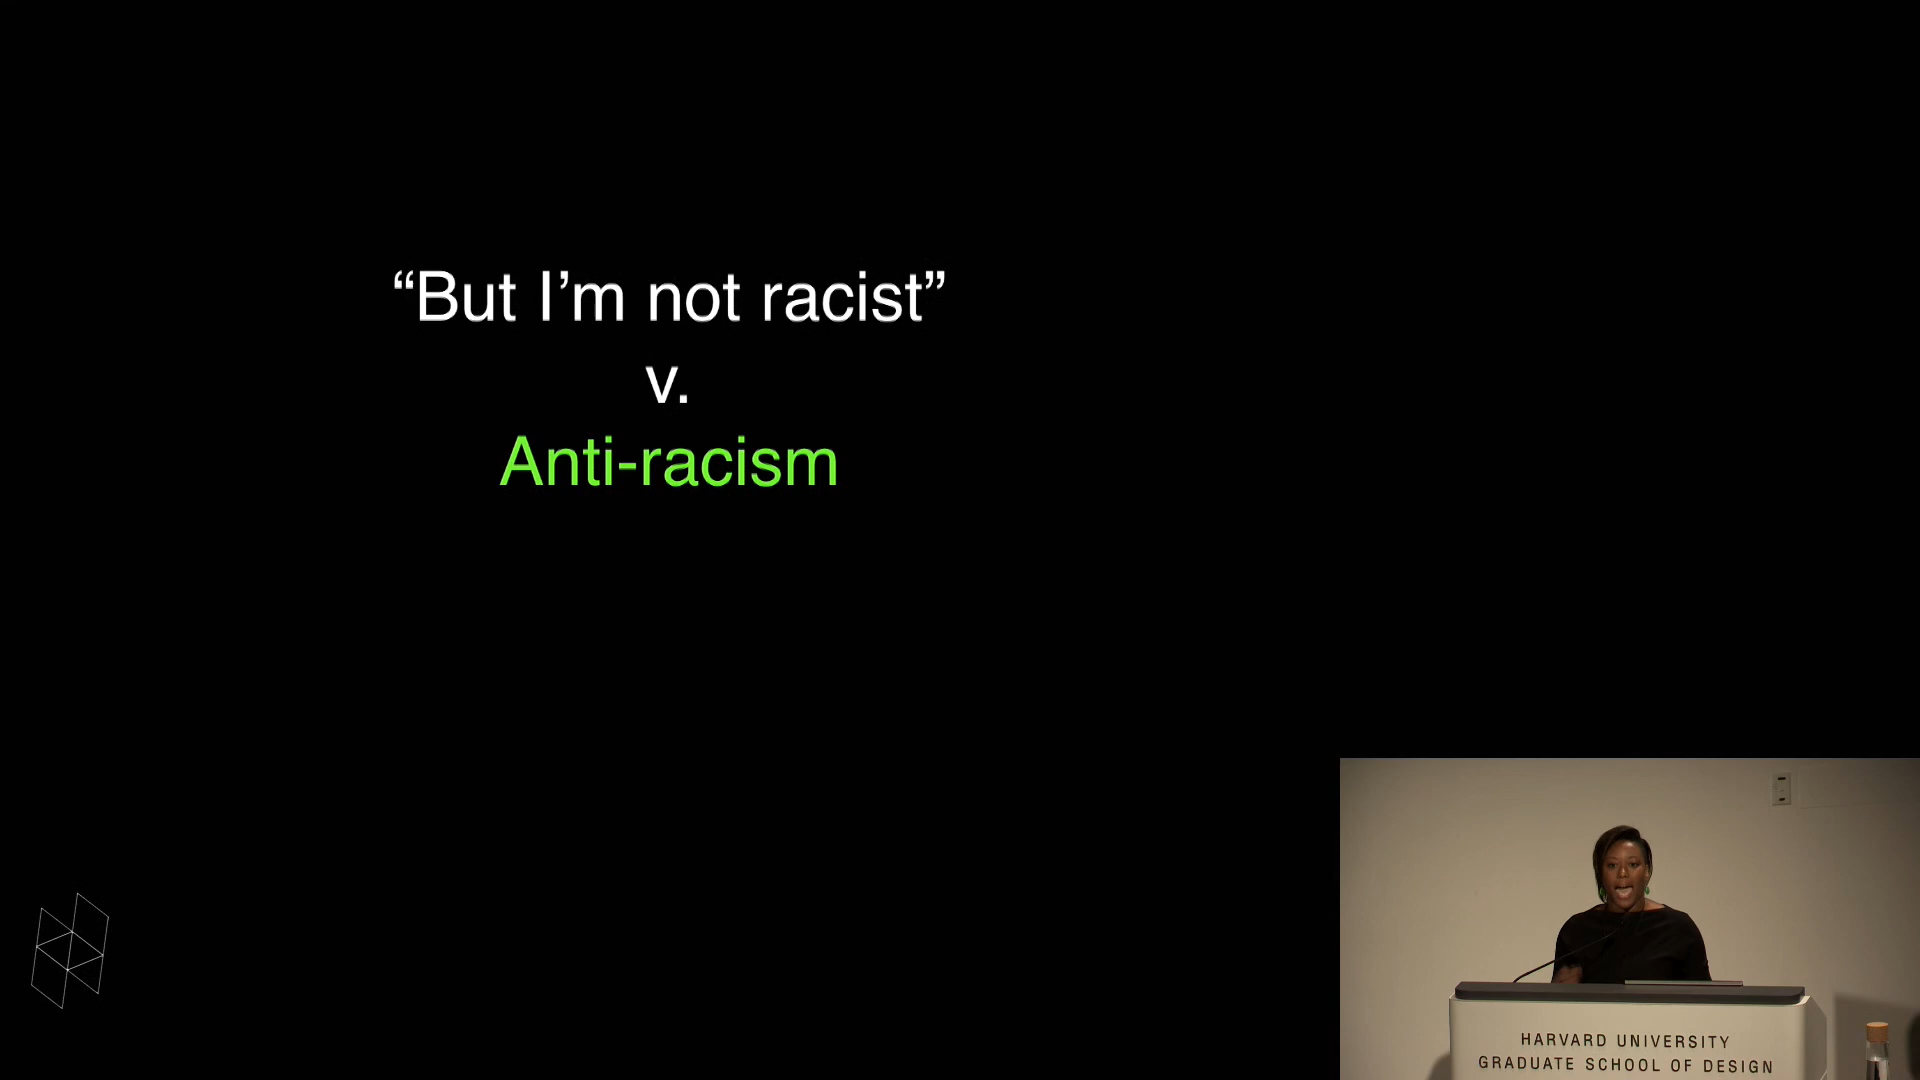 “But I’m not racist”
v.
Anti-racism
HARVARD UNIVERSITY
GRADUATE SCHOOL OF DESIGN